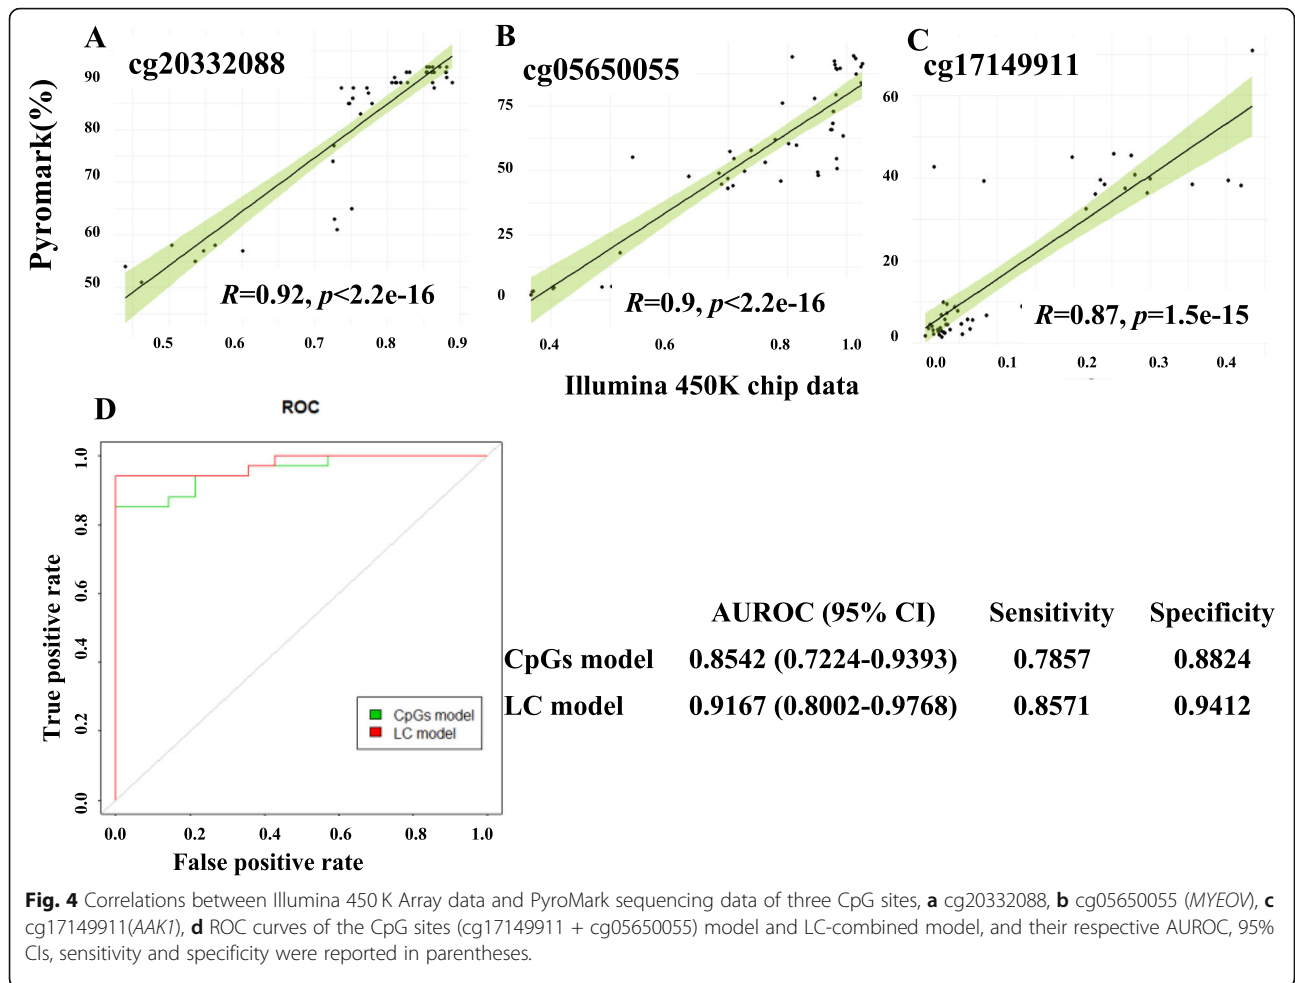 A
cg20332088
B
cg05650055
C
cg17149911
Pyromark(%)
90
80
70
60
50
R=0.92, p<2.2e-16
0.5 0.6 0.7 0.8 0.9
75
50
25
0
R=0.9, p<2.2e-16
0.4 0.6 0.8 1.0
60
40
20
0
R=0.87, p=1.5e-15
0.0 0.1 0.2 0.3 0.4
Illumina 450K chip data
D
ROC
True positive rate
1.0
0.8
0.6
0.4
0.2
0.0
CpGs model
LC model
0.0 0.2 0.4 0.6 0.8 1.0
False positive rate
AUROC (95% CI) Sensitivity Specificity
CpGs model 0.8542 (0.7224-0.9393) 0.7857 0.8824
LC model 0.9167 (0.8002-0.9768) 0.8571 0.9412
Fig. 4 Correlations between Illumina 450 K Array data and PyroMark sequencing data of three CpG sites, a cg20332088, b cg05650055 (MYEOV), c
cg17149911(AAK1), d ROC curves of the CpG sites (cg17149911 + cg05650055) model and LC-combined model, and their respective AUROC, 95%
CIs, sensitivity and specificity were reported in parentheses.